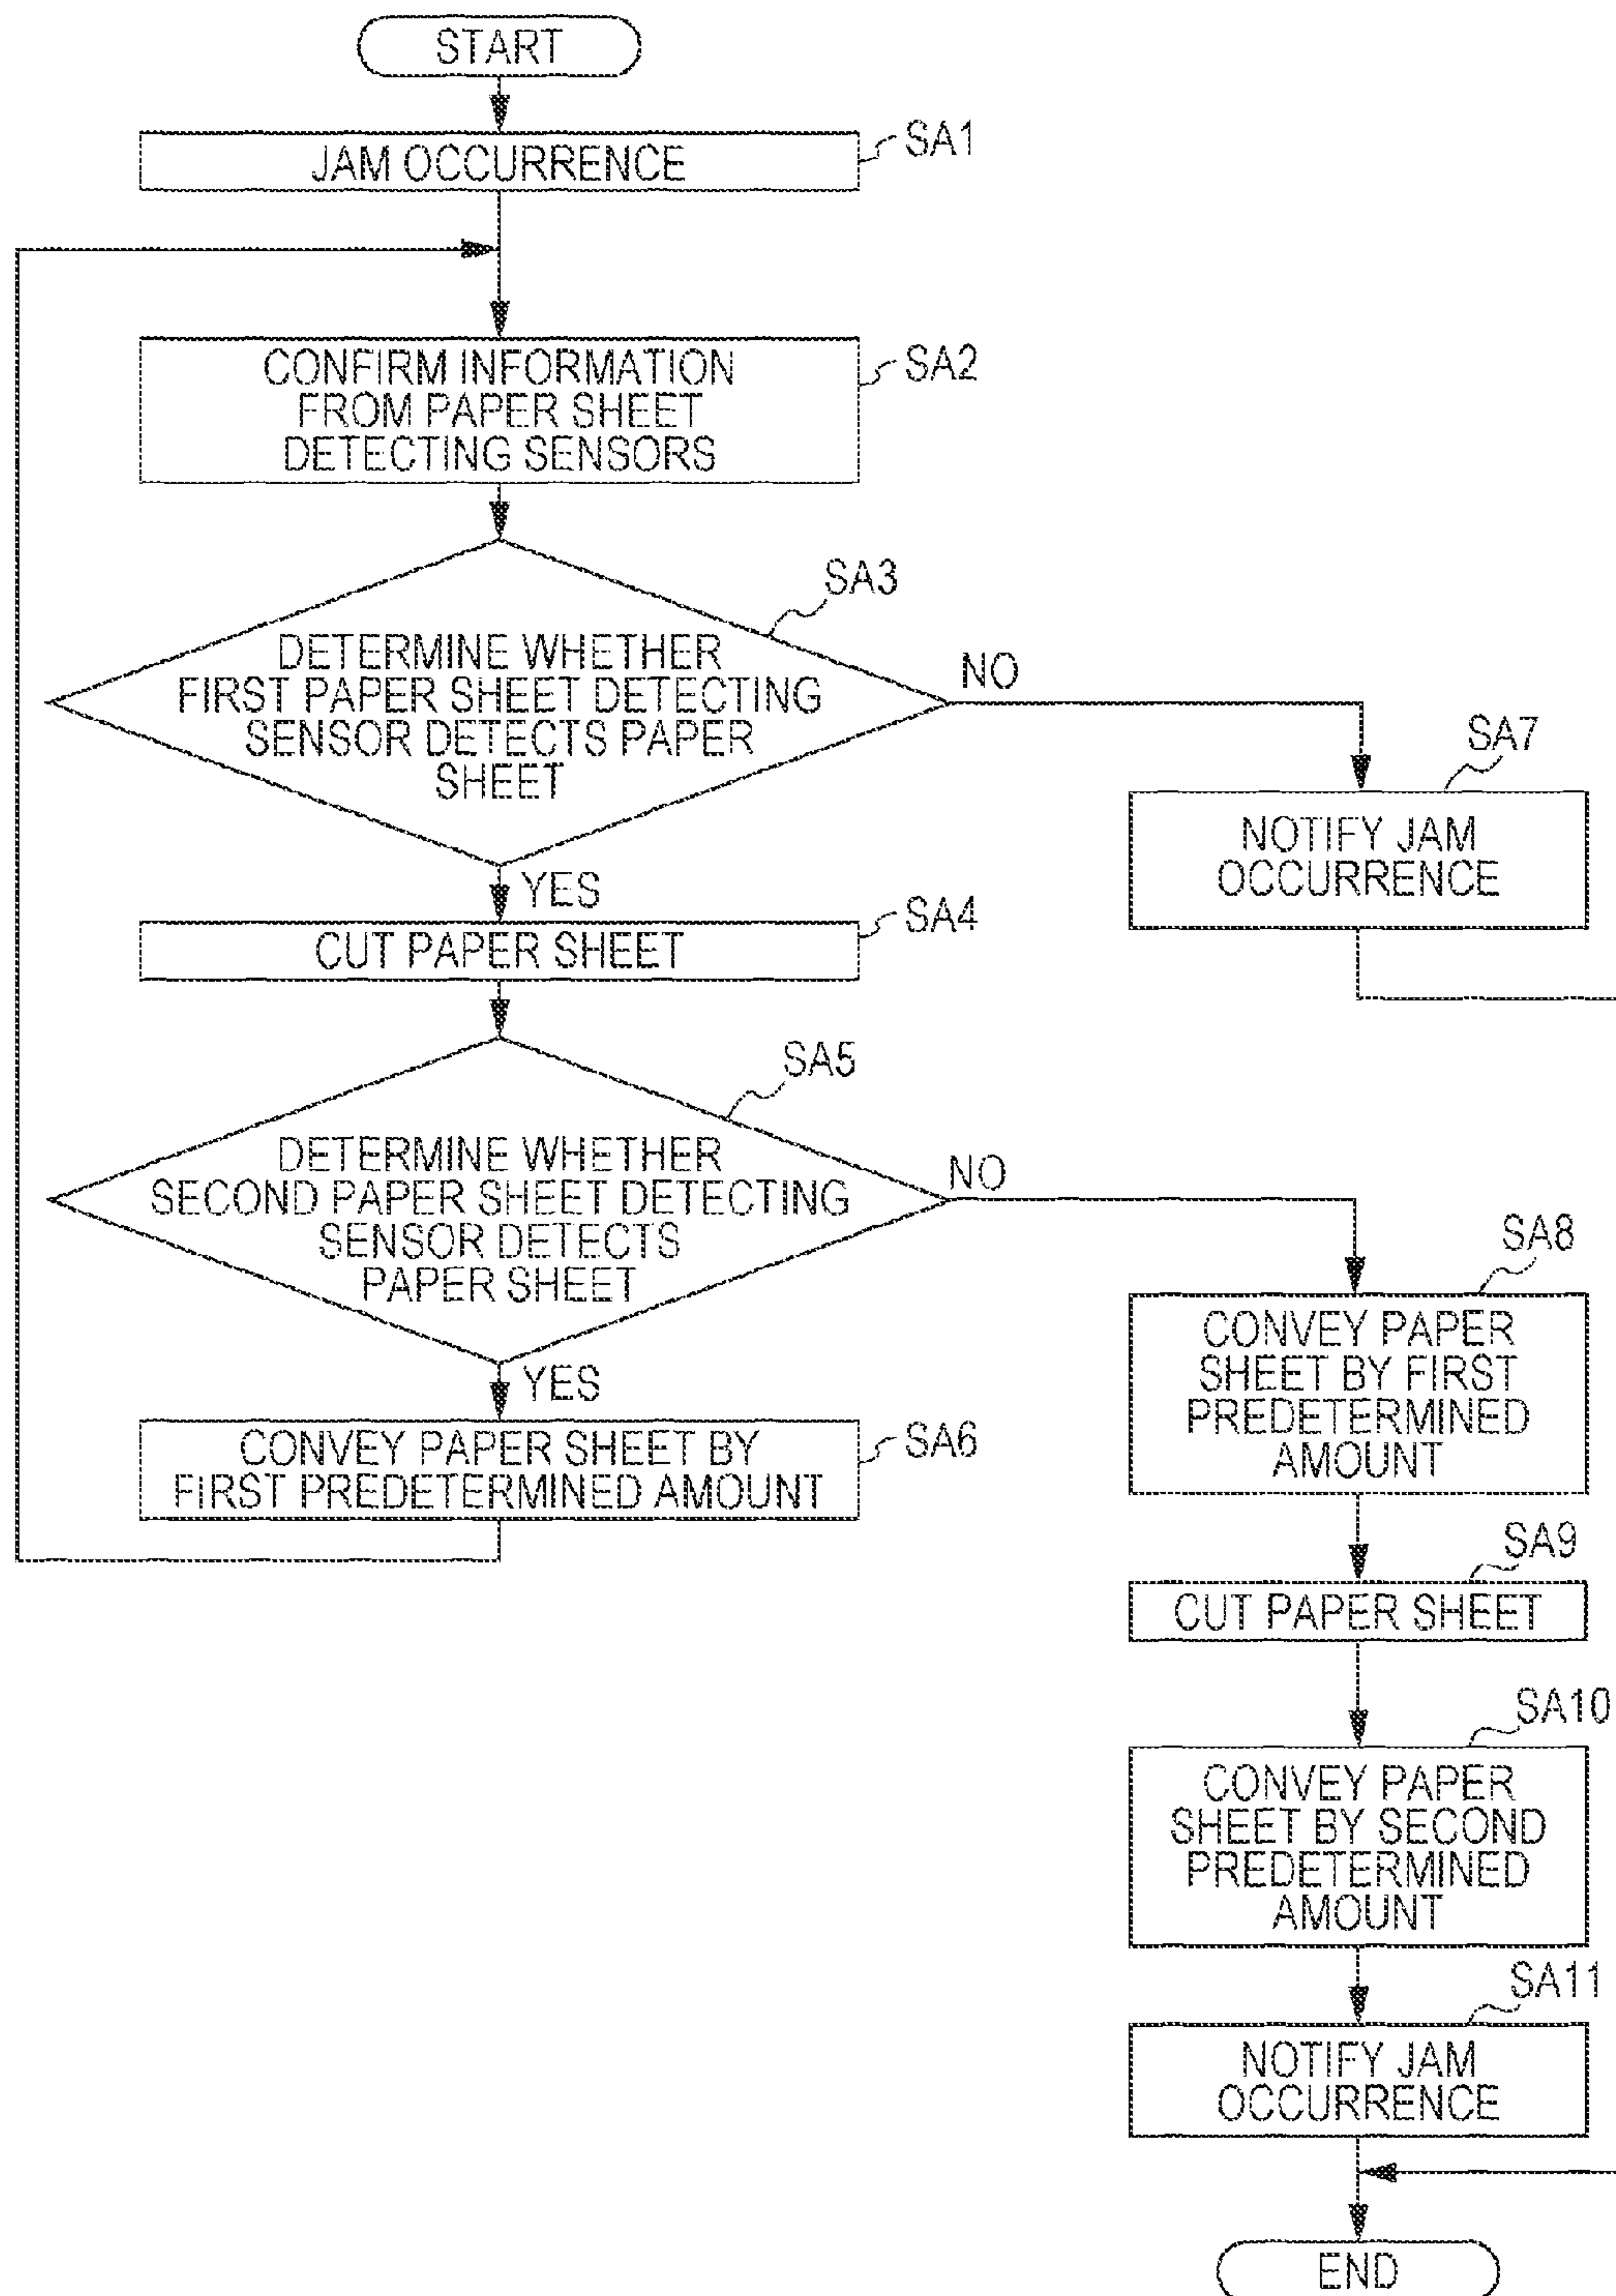 START
JAM OCCURRENCE
SA1
CONFIRM INFORMATION
FROM PAPER SHEET
DETECTING SENSORS
SA2
SA3
DETERMINE WHETHER
FIRST PAPER SHEET DETECTING
SENSOR DETECTS PAPER
SHEET
NO
YES
SA7
NOTIFY JAM
OCCURRENCE
CUT PAPER SHEET
SA4
SA5
DETERMINE WHETHER
SECOND PAPER SHEET DETECTING
SENSOR DETECTS
PAPER SHEET
NO
YES
CONVEY PAPER SHEET BY
FIRST PREDETERMINED AMOUNT
SA6
SA8
CONVEY PAPER
SHEET BY FIRST
PREDETERMINED
AMOUNT
SA9
CUT PAPER SHEET
SA10
CONVEY PAPER
SHEET BY SECOND
PREDETERMINED
AMOUNT
SA11
NOTIFY JAM
OCCURRENCE
END